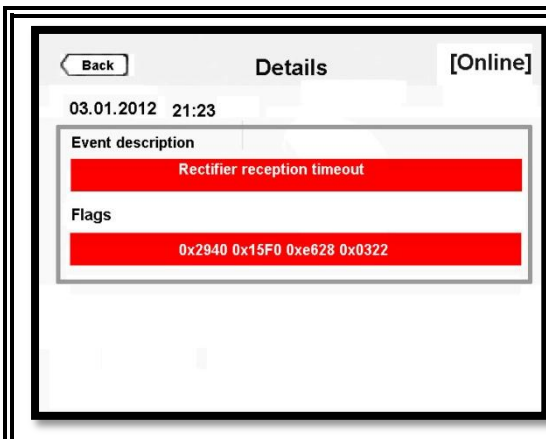 Back Details [Online]
03.01.2012 21:23
Event description
Rectifier reception timeout
Flags
0x2940 0x15F0 0xe628 0x0322